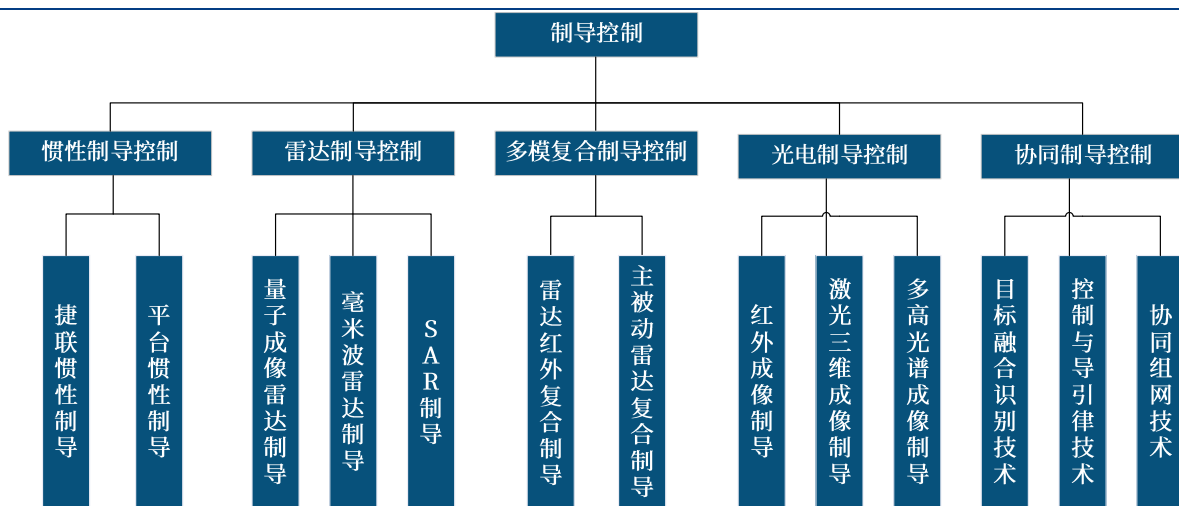 制导控制
惯性制导控制
雷达制导控制
多模复合制导控制
光电制导控制
协同制导控制
捷联惯性制导
平台惯性制导
量子成像雷达制导
毫米波雷达制导
SAR制导
雷达红外复合制导
主被动雷达复合制导
红外成像制导
激光三维成像制导
多高光谱成像制导
目标融合识别技术
控制与导引律技术
协同组网技术